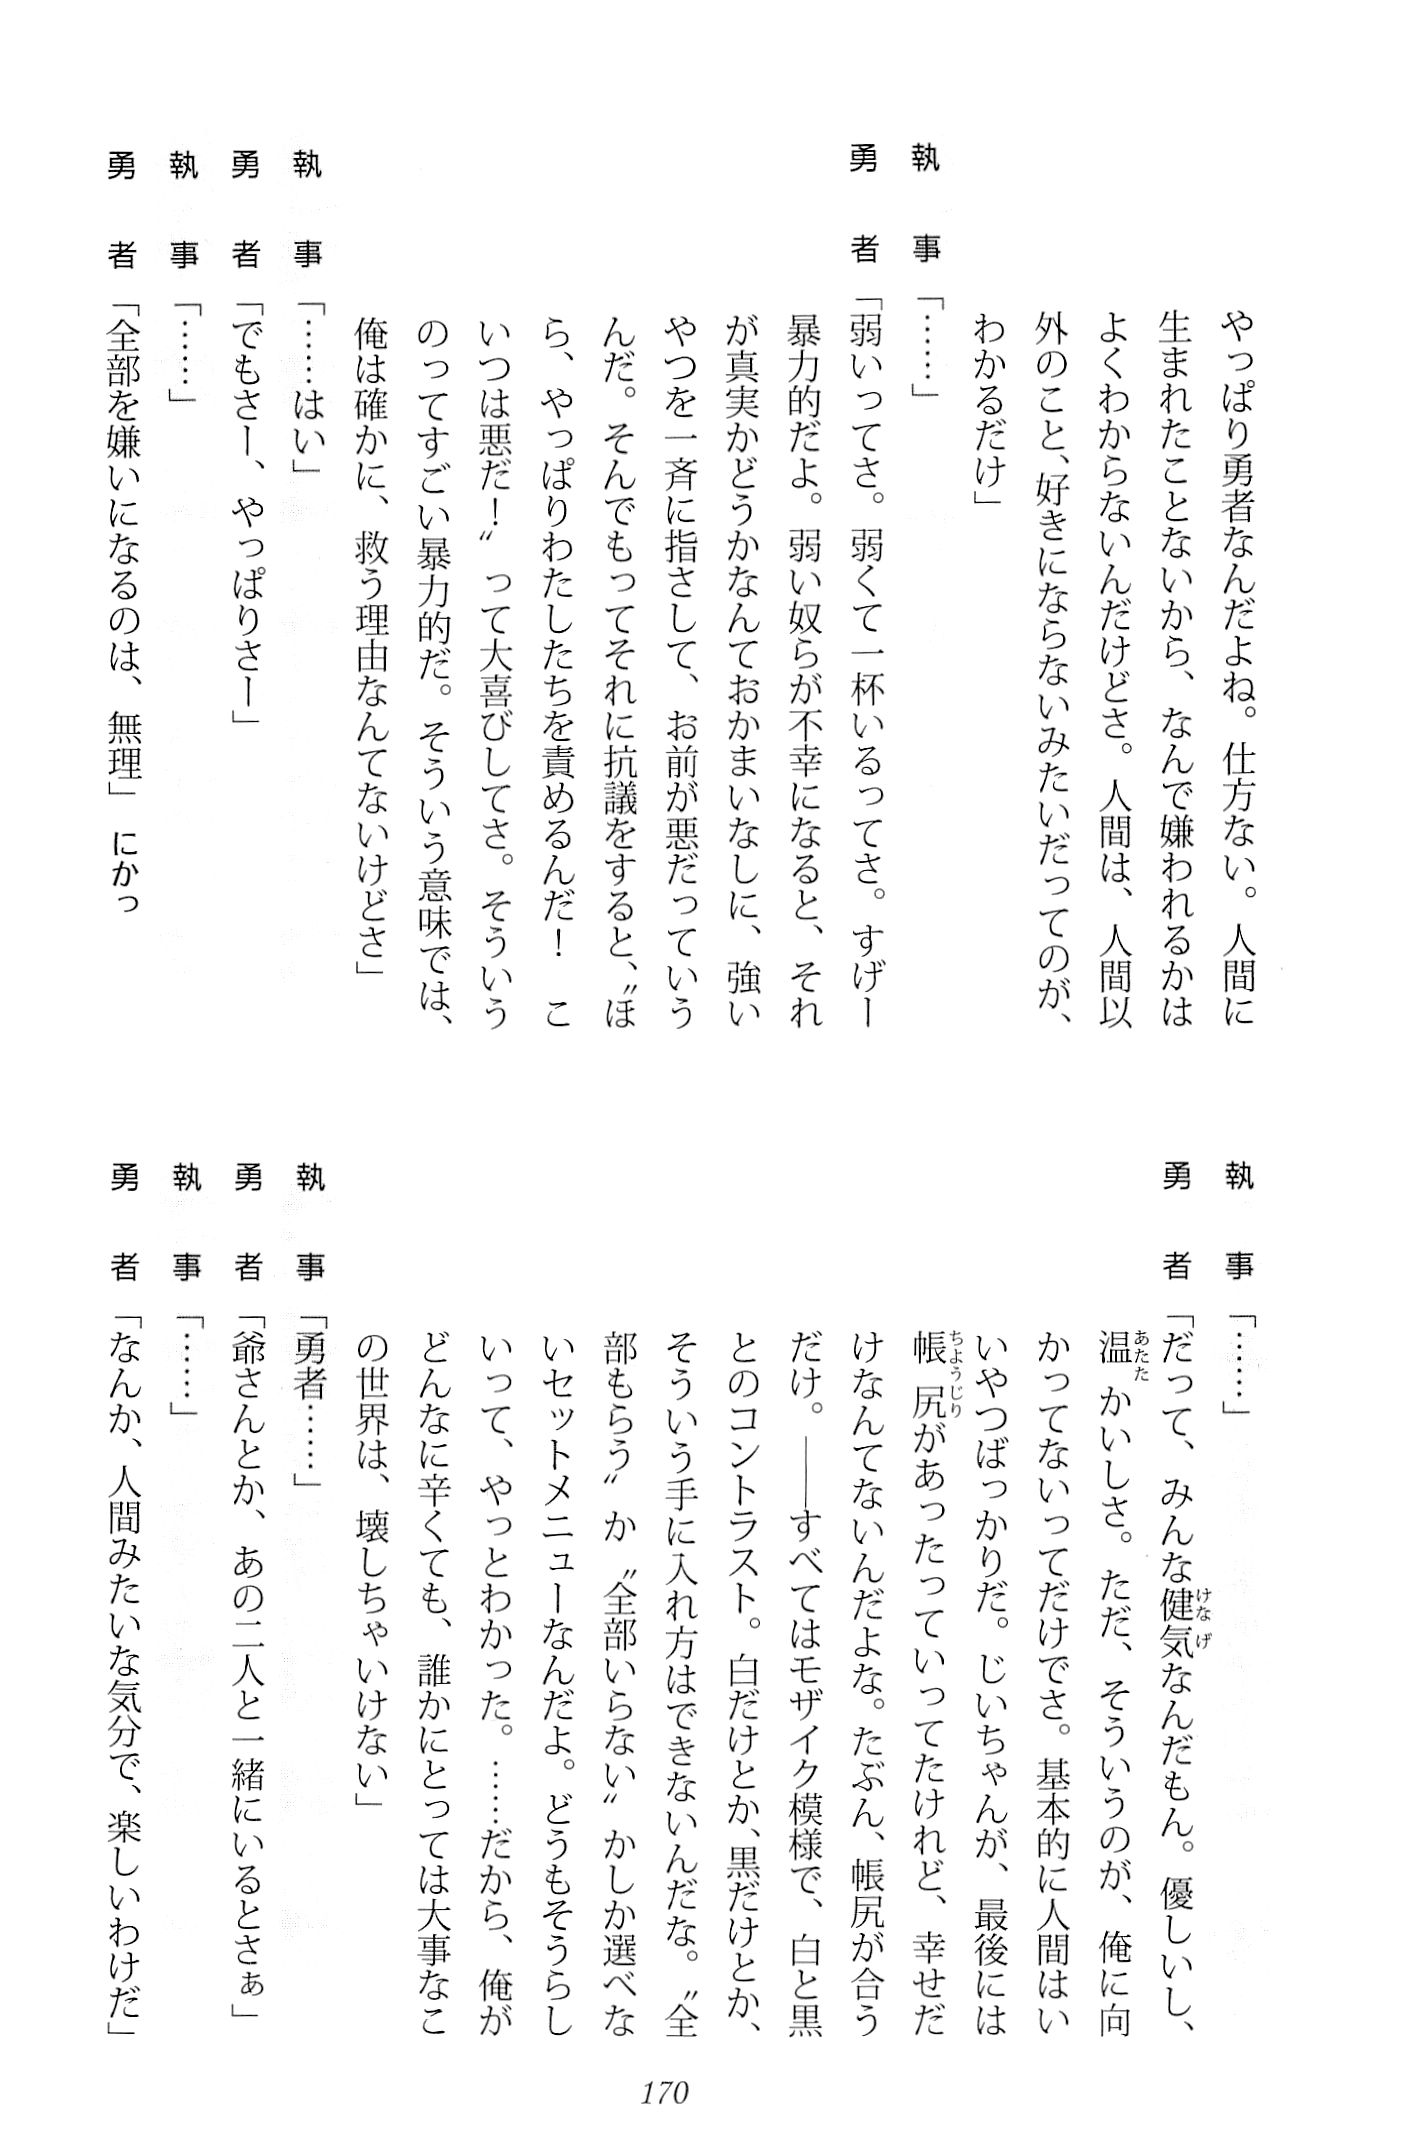 やっぱり勇者なんだよね。仕方ない。人間に
生まれたことないから、なんで嫌われるかは
よくわからないんだけどさ。人間は、人間以
外のこと、好きにならないみたいだってのが、
わかるだけ」
執事「……」
勇者「弱いってさ。弱くて一杯いるってさ。すげー
暴力的だよ。弱い奴らが不幸になると、それ
が真実かどうかなんておかまいなしに、強い
やつを一斉に指さして、お前が悪だっていう
んだ。そんでもってそれに抗議をすると、〝ほ
ら、やっぱりわたしたちを責めるんだ！　こ
いつは悪だ！〟って大喜びしてさ。そういう
のってすごい暴力的だ。そういう意味では、
俺は確かに、救う理由なんてないけどさ」
執事「……はい」
勇者「でもさー、やっぱりさー」
執事「……」
勇者「全部を嫌いになるのは、無理」にかっ
執事「……」
勇者「だって、みんな健気なんだもん。優しいし、
温かいしさ。ただ、そういうのが、俺に向
かってないってだけでさ。基本的に人間はい
いやつばっかりだ。じいちゃんが、最後には
帳尻があったっていってたけれど、幸せだ
けなんてないんだよな。たぶん、帳尻が合う
だけ。――すべてはモザイク模様で、白と黒
とのコントラスト。白だけとか、黒だけとか、
そういう手に入れ方はできないんだな。〝全
部もらう〟か〝全部いらない〟かしか選べな
いセットメニューなんだよ。どうもそうらし
いって、やっとわかった。……だから、俺が
どんなに辛くても、誰かにとっては大事なこ
の世界は、壊しちゃいけない」
執事「勇者……」
勇者「爺さんとか、あの二人と一緒にいるとさぁ」
執事「……」
勇者「なんか、人間みたいな気分で、楽しいわけだ」
170